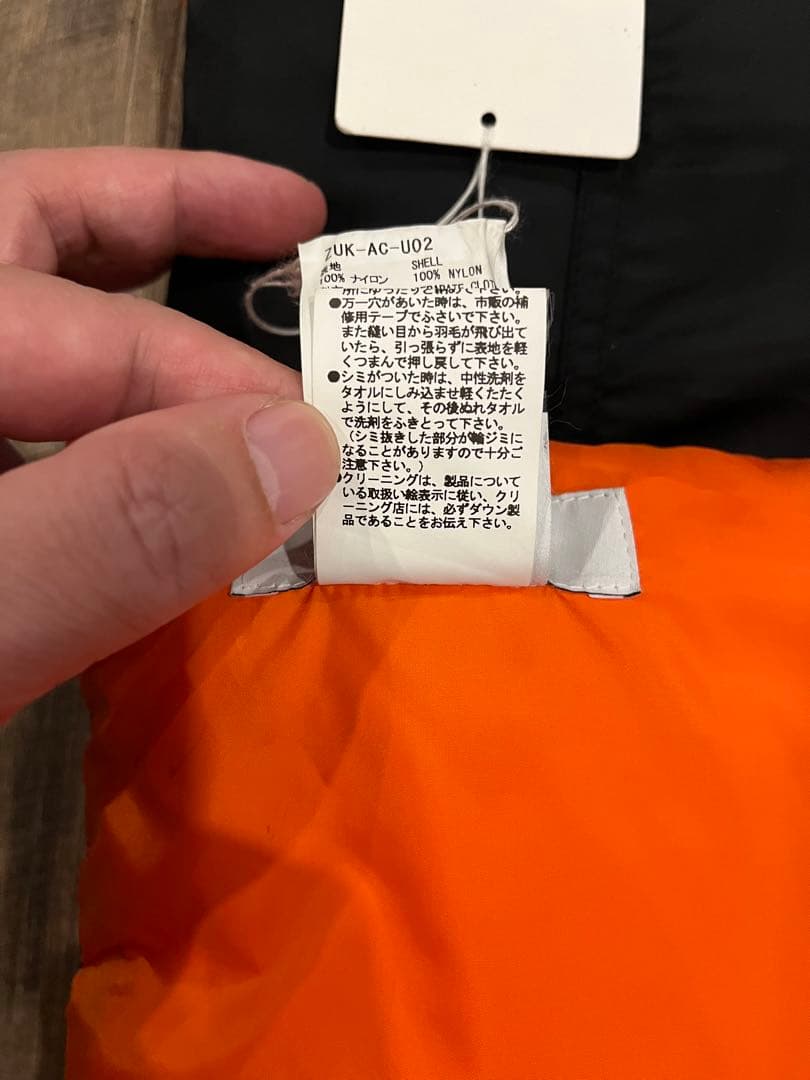 ZUK-AC-U02
表地 SHELL
100% ナイロン 100% NYLON
●万一穴があいた時は、市販の補
修用テープでふさいで下さい。
また縫い目から羽毛が飛び出て
いたら、引っ張らずに表地を軽
くつまんで押し戻して下さい。
●シミがついた時は、中性洗剤を
タオルにしみ込ませ軽くたたく
ようにして、その後ぬれタオル
で洗剤をふきとって下さい。
(シミ抜きした部分が輪ジミに
なることがありますので十分ご
注意下さい。)
●クリーニングは、製品について
いる取扱い絵表示に従い、クリ
ーニング店には、必ずダウン製
品であることをお伝え下さい。